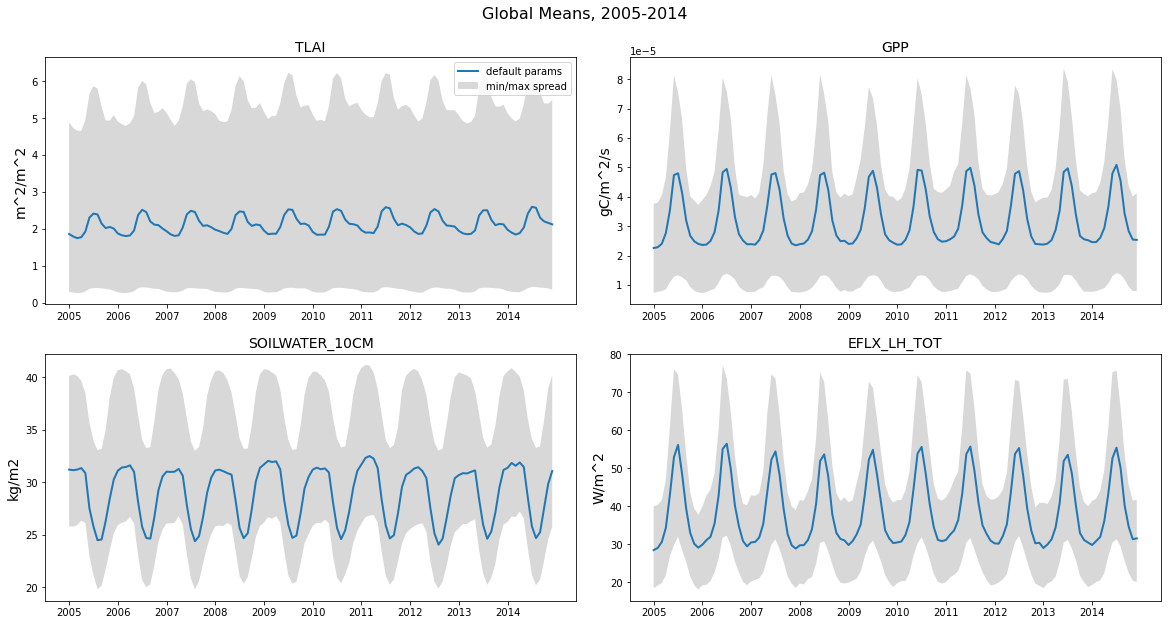 Global Means, 2005-2014
TLAI
m^2/m^2
6
5
4
3
2
1
0
default params
min/max spread
2005 2006 2007 2008 2009 2010 2011 2012 2013 2014
GPP
1e−5
gC/m^2/s
8
7
6
5
4
3
2
1
2005 2006 2007 2008 2009 2010 2011 2012 2013 2014
SOILWATER_10CM
kg/m2
40
35
30
25
20
2005 2006 2007 2008 2009 2010 2011 2012 2013 2014
EFLX_LH_TOT
W/m^2
80
70
60
50
40
30
20
2005 2006 2007 2008 2009 2010 2011 2012 2013 2014